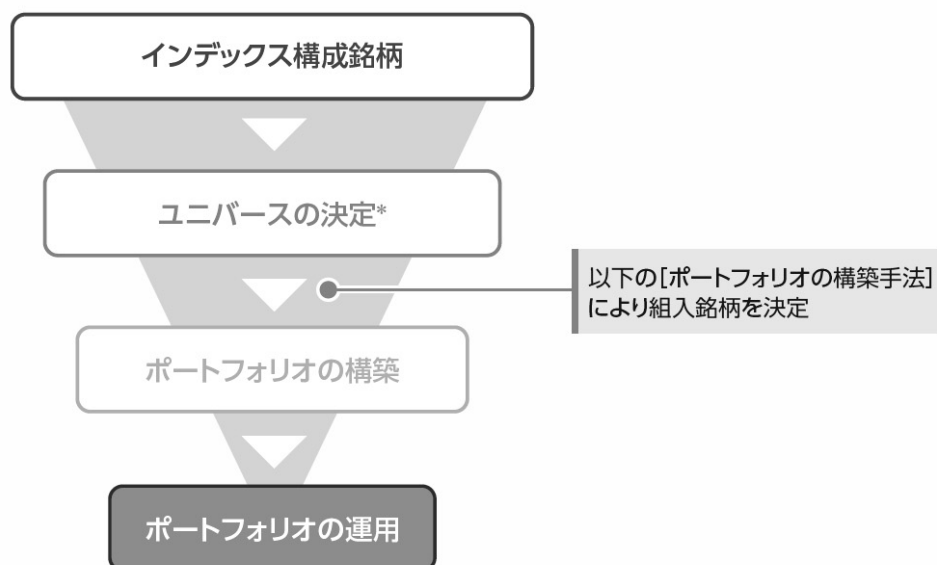 インデックス構成銘柄
ユニバースの決定*
以下の[ポートフォリオの構築手法]
により組入銘柄を決定
ポートフォリオの構築
ポートフォリオの運用